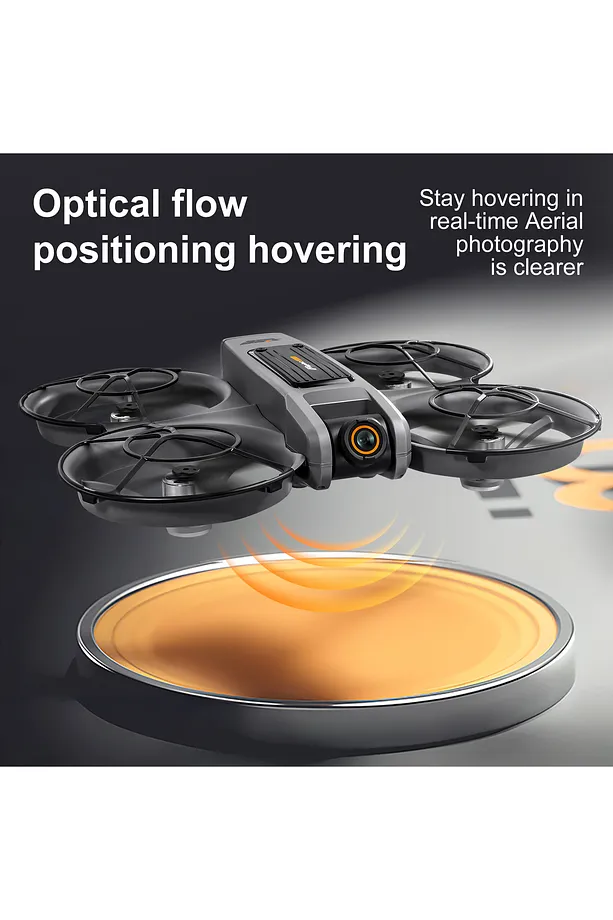 Optical flow
positioning hovering
Stay hovering in
real-time Aerial
photography
is clearer